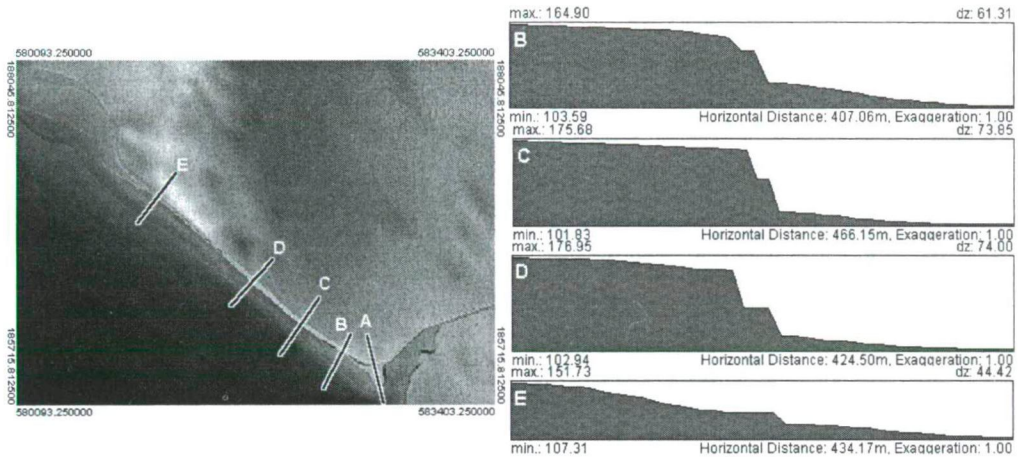 580093.250000 583403.250000
188045.812500
188045.812500
185715.812500
185715.812500
580093.250000 583403.250000
E
D
C
B A
max.: 164.90 dz: 61.31
B
min.: 103.59 Horizontal Distance: 407.06m, Exaggeration: 1.00
max.: 175.68 dz: 73.85
C
min.: 101.83 Horizontal Distance: 466.15m, Exaggeration: 1.00
max.: 176.95 dz: 74.00
D
min.: 102.94 Horizontal Distance: 424.50m, Exaggeration: 1.00
max.: 151.73 dz: 44.42
E
min.: 107.31 Horizontal Distance: 434.17m, Exaggeration: 1.00